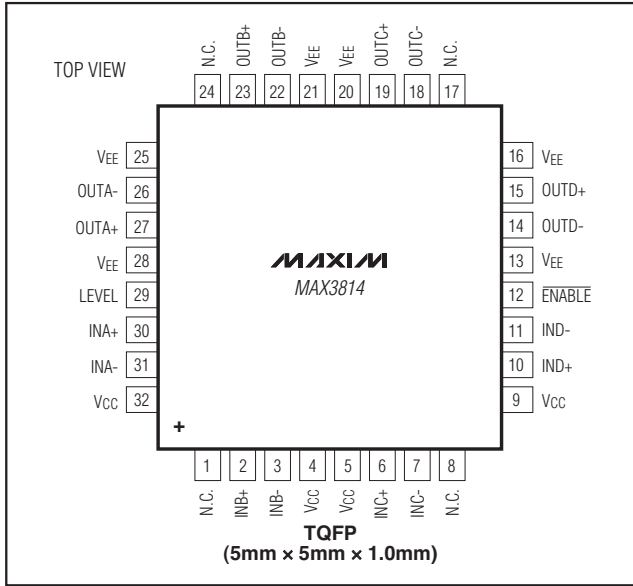 TOP VIEW
N.C. OUTB+ OUTB- VEE VEE OUTC+ OUTC- N.C.
24 23 22 21 20 19 18 17
VEE 25
OUTA- 26
OUTA+ 27
VEE 28
LEVEL 29
INA+ 30
INA- 31
VCC 32
MAXIM
MAX3814
16 VEE
15 OUTD+
14 OUTD-
13 VEE
12 ENABLE
11 IND-
10 IND+
9 VCC
+
1 2 3 4 5 6 7 8
N.C. INB+ INB- VCC VCC INC+ INC- N.C.
TQFP
(5mm × 5mm × 1.0mm)